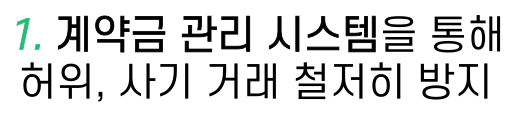 1. 계약금 관리 시스템을 통해
허위, 사기 거래 철저히 방지